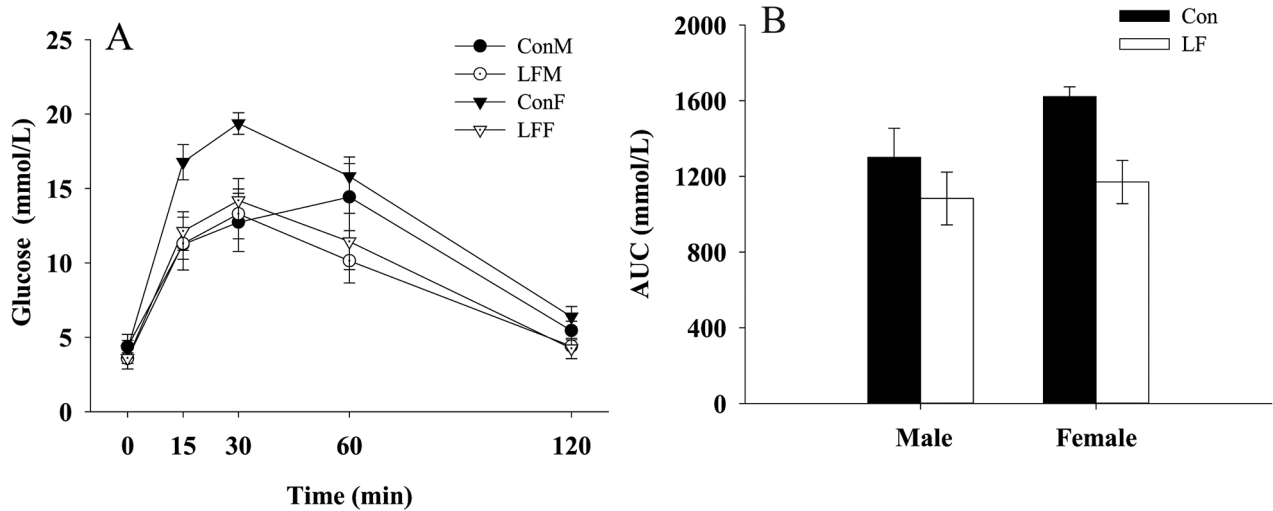 A
25
20
15
10
5
0
Glucose (mmol/L)
ConM
LFM
ConF
LFF
0 15 30 60 120
Time (min)
B
2000
1600
1200
800
400
0
AUC (mmol/L)
Con
LF
Male Female